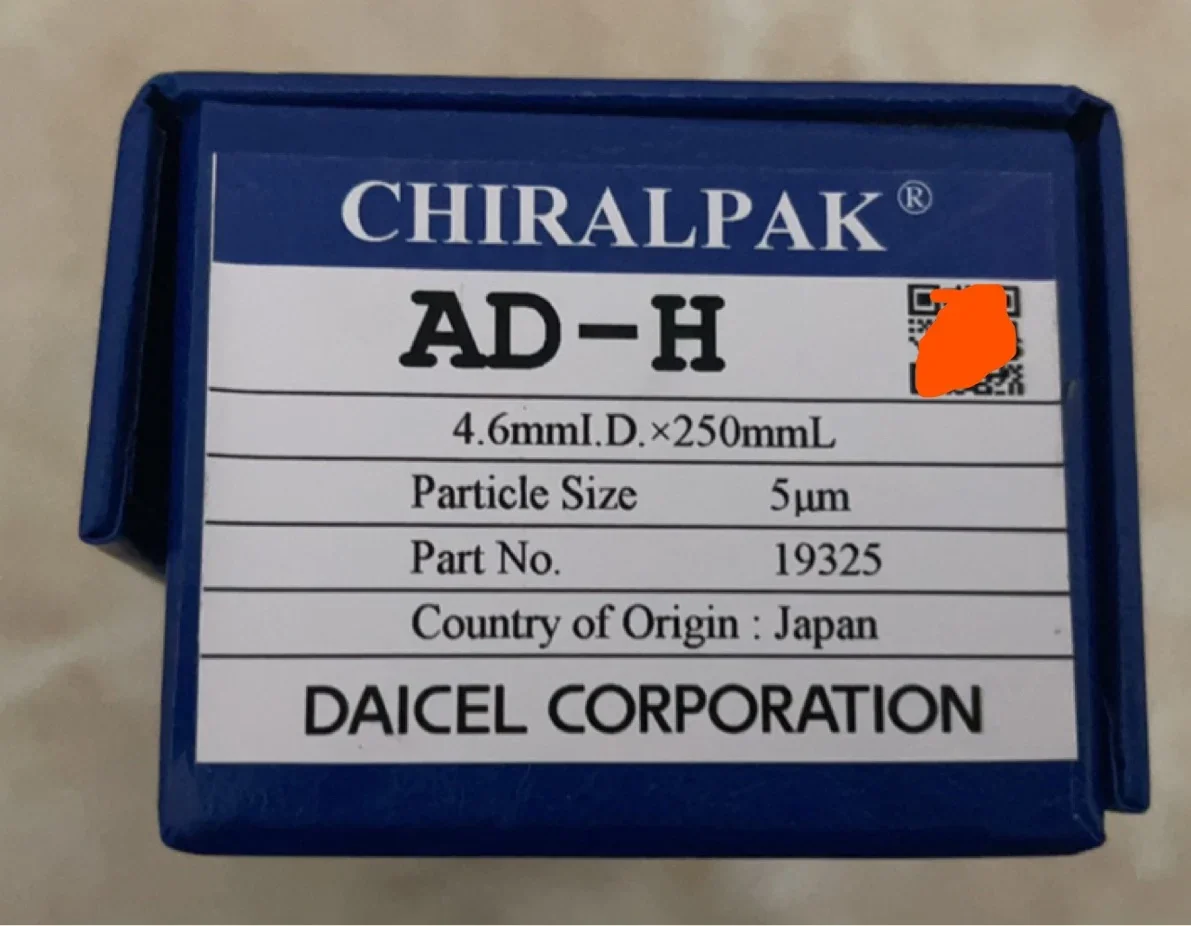 CHIRALPAK®
AD-H
4.6mmI.D.×250mmL
Particle Size 5μm
Part No. 19325
Country of Origin : Japan
DAICEL CORPORATION